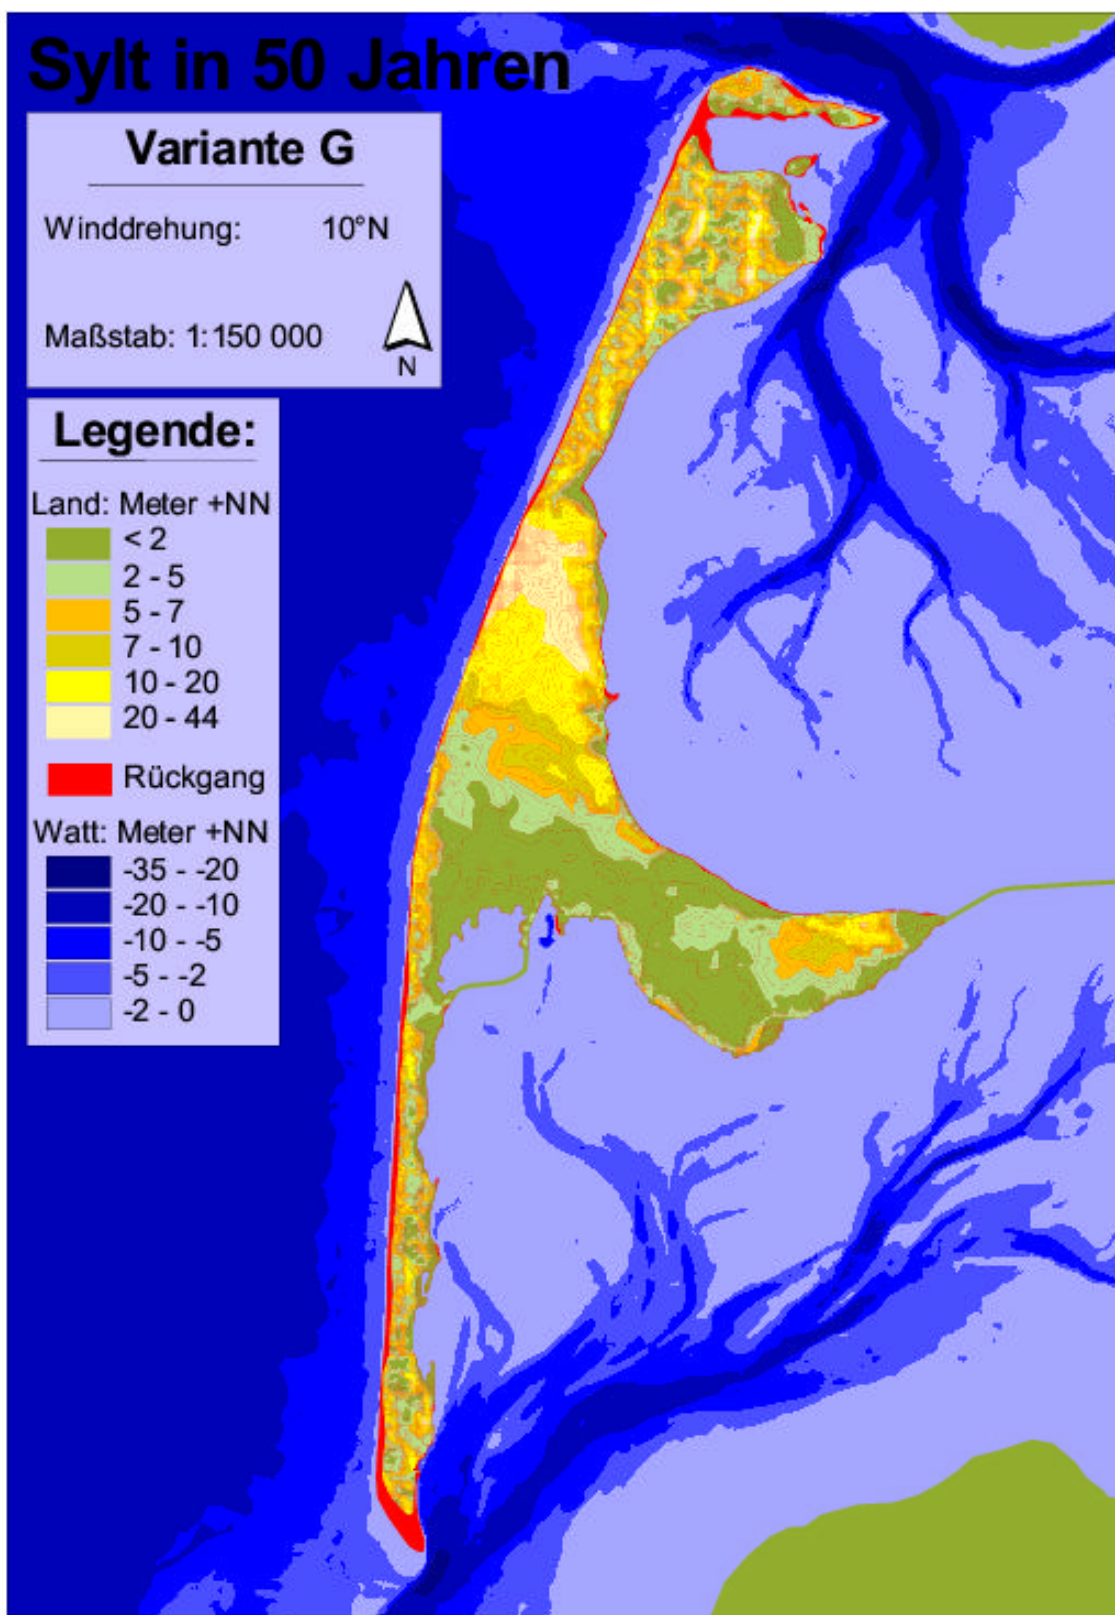 Sylt in 50 Jahren
Variante G
Winddrehung: 10°N
Maßstab: 1:150 000
N
Legende:
Land: Meter +NN
< 2
2 - 5
5 - 7
7 - 10
10 - 20
20 - 44
Rückgang
Watt: Meter +NN
-35 - -20
-20 - -10
-10 - -5
-5 - -2
-2 - 0